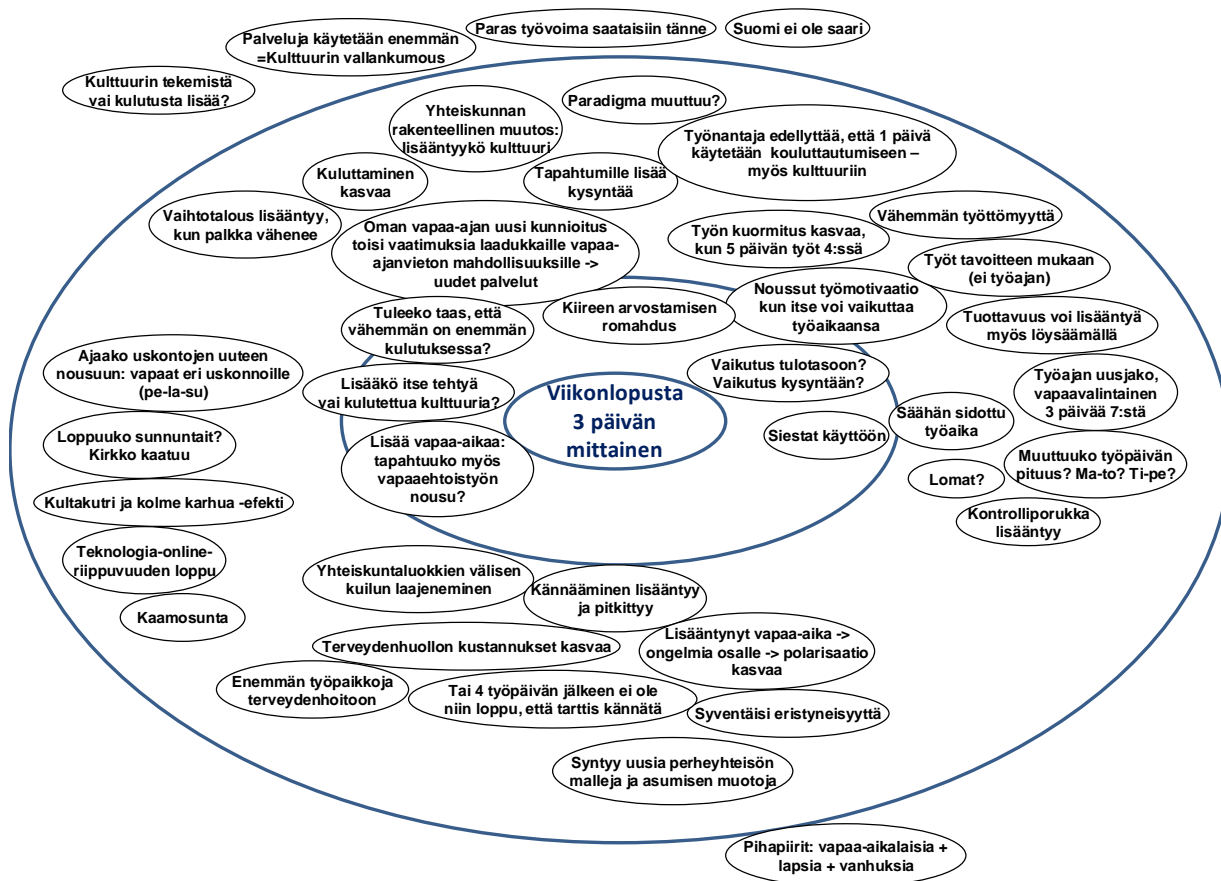 Paras työvoima saataisiin tänne
Suomi ei ole saari
Palveluja käytetään enemmän
=Kulttuurin vallankumous
Kulttuurin tekemistä
vai kulutusta lisää?
Paradigma muuttuu?
Yhteiskunnan
rakenteellinen muutos:
lisääntyykö kulttuuri
Työnantaja edellyttää, että 1 päivä
käytetään kouluttautumiseen –
myös kulttuuriin
Kuluttaminen
kasvaa
Tapahtumille lisää
kysyntää
Vaihtotalous lisääntyy,
kun palkka vähenee
Oman vapaa-ajan uusi kunnioitus
toisi vaatimuksia laadukkaille vapaa-
ajanvieton mahdollisuuksille ->
uudet palvelut
Työn kuormitus kasvaa,
kun 5 päivän työt 4:ssä
Vähemmän työttömyyttä
Työt tavoitteen mukaan
(ei työajan)
Tuleeko taas, että
vähemmän on enemmän
kulutuksessa?
Kiireen arvostamisen
romahdus
Noussut työmotivaatio
kun itse voi vaikuttaa
työaikaansa
Tuottavuus voi lisääntyä
myös löysäämällä
Ajaako uskontojen uuteen
nousuun: vapaat eri uskonnoille
(pe-la-su)
Lisääkö itse tehtyä
vai kulutettua kulttuuria?
Viikonlopusta
3 päivän
mittainen
Vaikutus tulotasoon?
Vaikutus kysyntään?
Työajan uusjako,
vapaavalintainen
3 päivää 7:stä
Säähän sidottu
työaika
Siestat käyttöön
Loppuuko sunnuntait?
Kirkko kaatuu
Lisää vapaa-aikaa:
tapahtuuko myös
vapaaehtoistyön
nousu?
Muuttuuko työpäivän
pituus? Ma-to? Ti-pe?
Lomat?
Kultakutri ja kolme karhua -efekti
Kontrolliporukka
lisääntyy
Teknologia-online-
riippuvuuden loppu
Kaamosunta
Yhteiskuntaluokkien välisen
kuilun laajeneminen
Kännääminen lisääntyy
ja pitkittyy
Terveydenhuollon kustannukset kasvaa
Lisääntynyt vapaa-aika ->
ongelmia osalle -> polarisaatio
kasvaa
Enemmän työpaikkoja
terveydenhoitoon
Tai 4 työpäivän jälkeen ei ole
niin loppu, että tarttis kännätä
Syventäisi eristyneisyyttä
Syntyy uusia perheyhteisön
malleja ja asumisen muotoja
Pihapiirit: vapaa-aikalaisia +
lapsia + vanhuksia